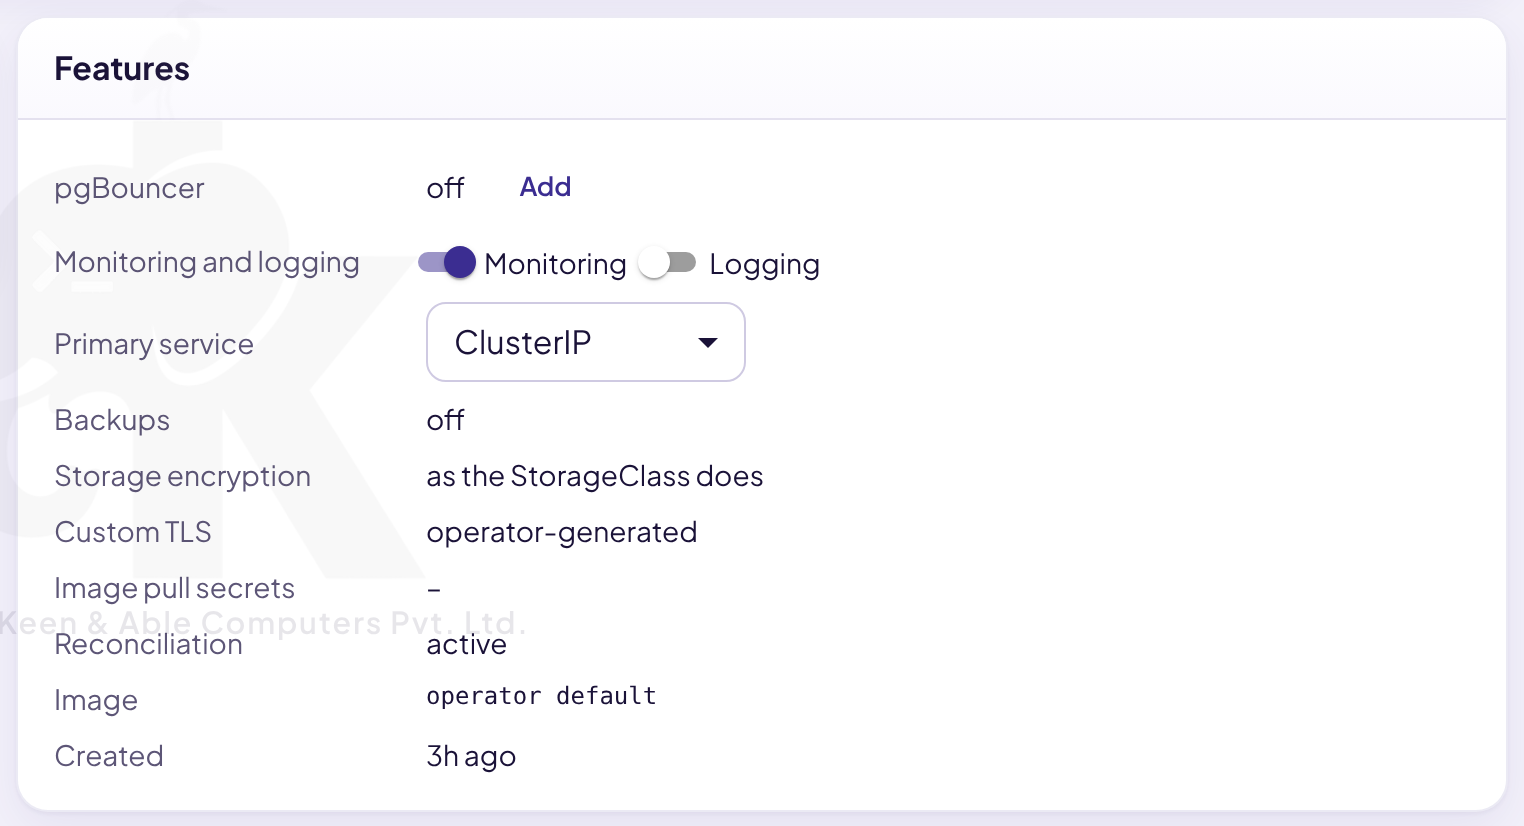 Features
pgBouncer off Add
Monitoring and logging Monitoring Logging
Primary service ClusterIP
Backups off
Storage encryption as the StorageClass does
Custom TLS operator-generated
Image pull secrets –
Keen & Able Computers Pvt. Ltd.
Reconciliation active
Image operator default
Created 3h ago